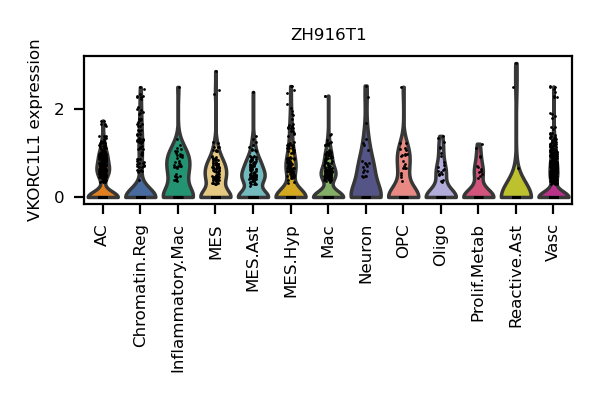 ZH916T1
VKORC1L1 expression
2
0
AC
Chromatin.Reg
Inflammatory.Mac
MES
MES.Ast
MES.Hyp
Mac
Neuron
OPC
Oligo
Prolif.Metab
Reactive.Ast
Vasc